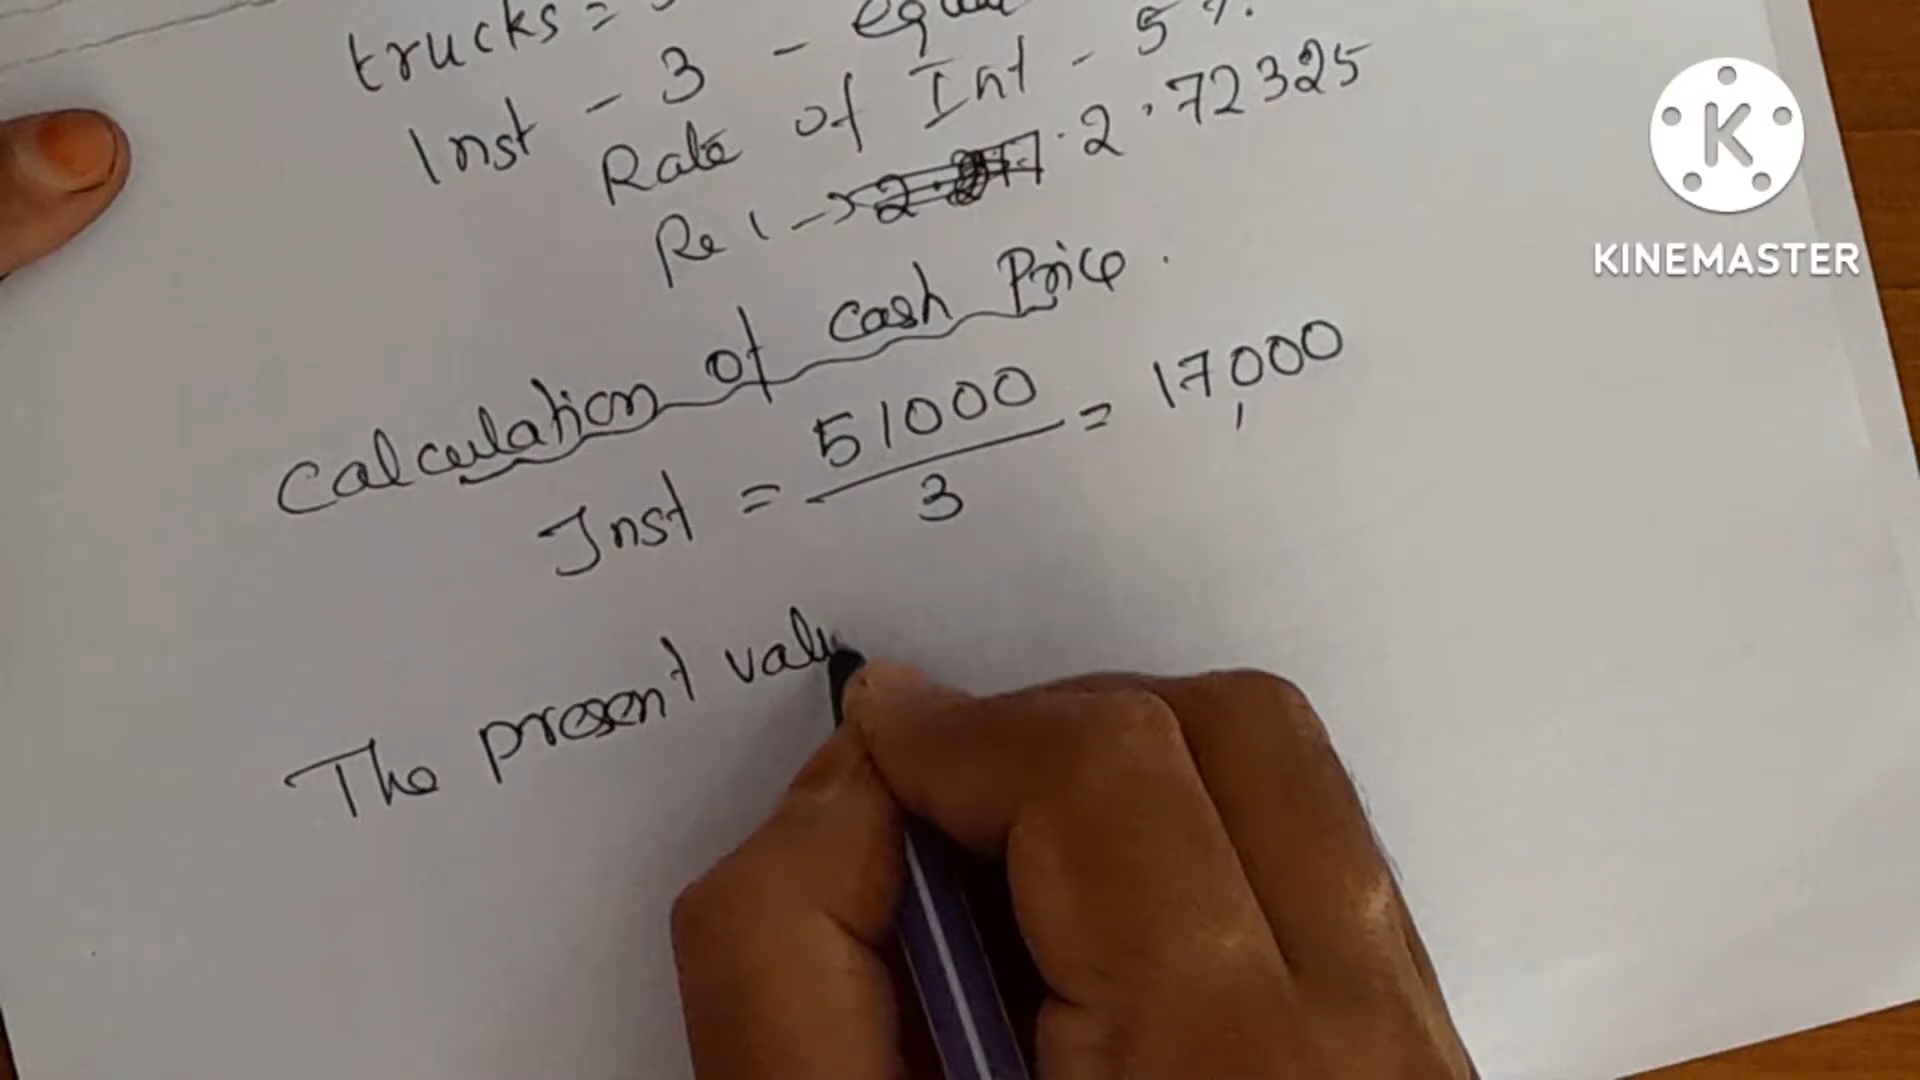 trucks =
Inst - 3 - equal
Rate of Int - 5%.
Re 1 → 2.72325
Calculation of Cash Price.
Inst = 51000 / 3 = 17,000
The present valu
K
KINEMASTER